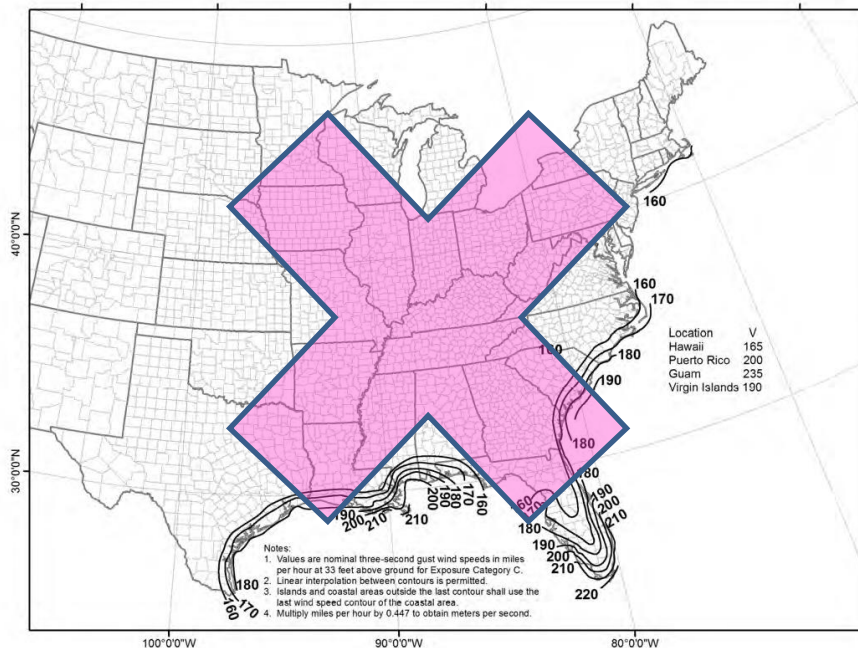 160
40°0'0"N
160
170
Location V
Hawaii 165
Puerto Rico 200
Guam 235
Virgin Islands 190
180
160
190
180
30°0'0"N
180
160
170
180
190
200
160
190
200
210
190
200
210
210
180
190
200
210
220
180
170
160
Notes:
1. Values are nominal three-second gust wind speeds in miles
per hour at 33 feet above ground for Exposure Category C.
2. Linear interpolation between contours is permitted.
3. Islands and coastal areas outside the last contour shall use the
last wind speed contour of the coastal area.
4. Multiply miles per hour by 0.447 to obtain meters per second.
100°0'0"W
90°0'0"W
80°0'0"W